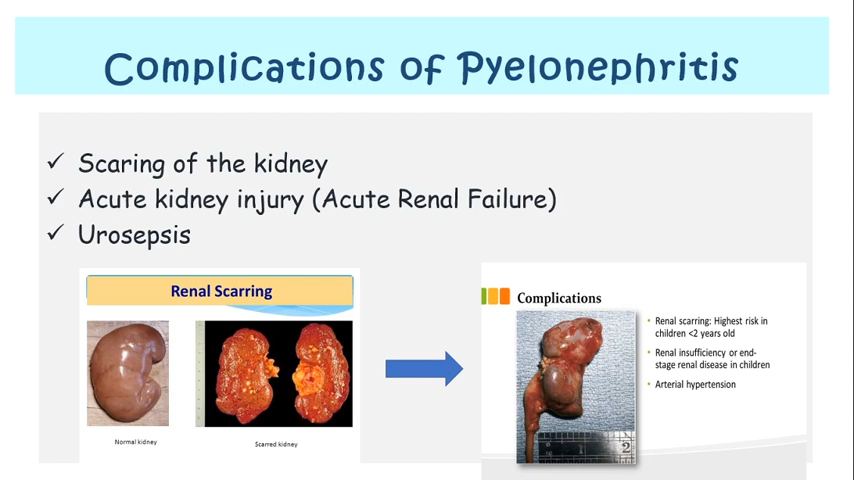 Complications of Pyelonephritis
✓ Scaring of the kidney
✓ Acute kidney injury (Acute Renal Failure)
✓ Urosepsis
Renal Scarring
Normal kidney
Scarred kidney
Complications
• Renal scarring: Highest risk in
children <2 years old
• Renal insufficiency or end-
stage renal disease in children
• Arterial hypertension
1
2